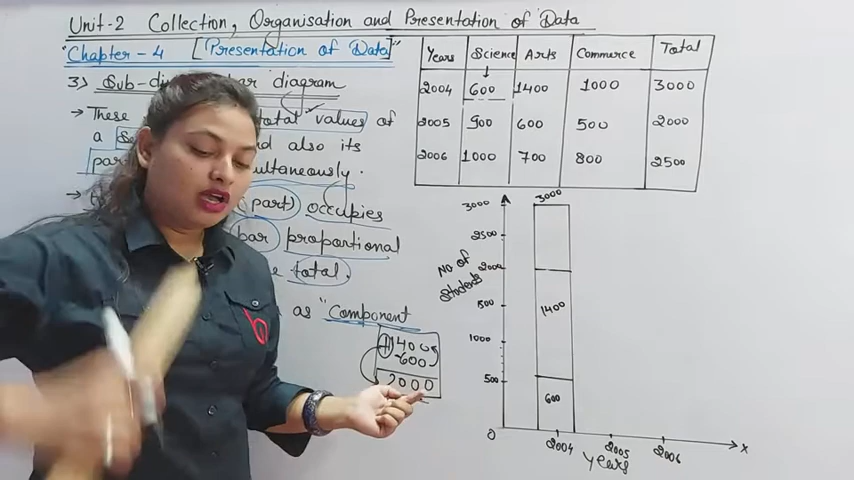 Unit-2 Collection, Organisation and Presentation of Data
"Chapter - 4 [Presentation of Data]"
3) Sub-di bar diagram
→ These total values of
a d also its
par ultaneously.
→ (part) occupies
bar proportional
total.
as "Component
1400
-600
2000
Years Science Arts Commerce Total
2004 600 1400 1000 3000
2005 900 600 500 2000
2006 1000 700 800 2500
3000
3000
2500
2000
1500
1000
500
0
No of
students
1400
600
2004 2005 2006 X
Years
b